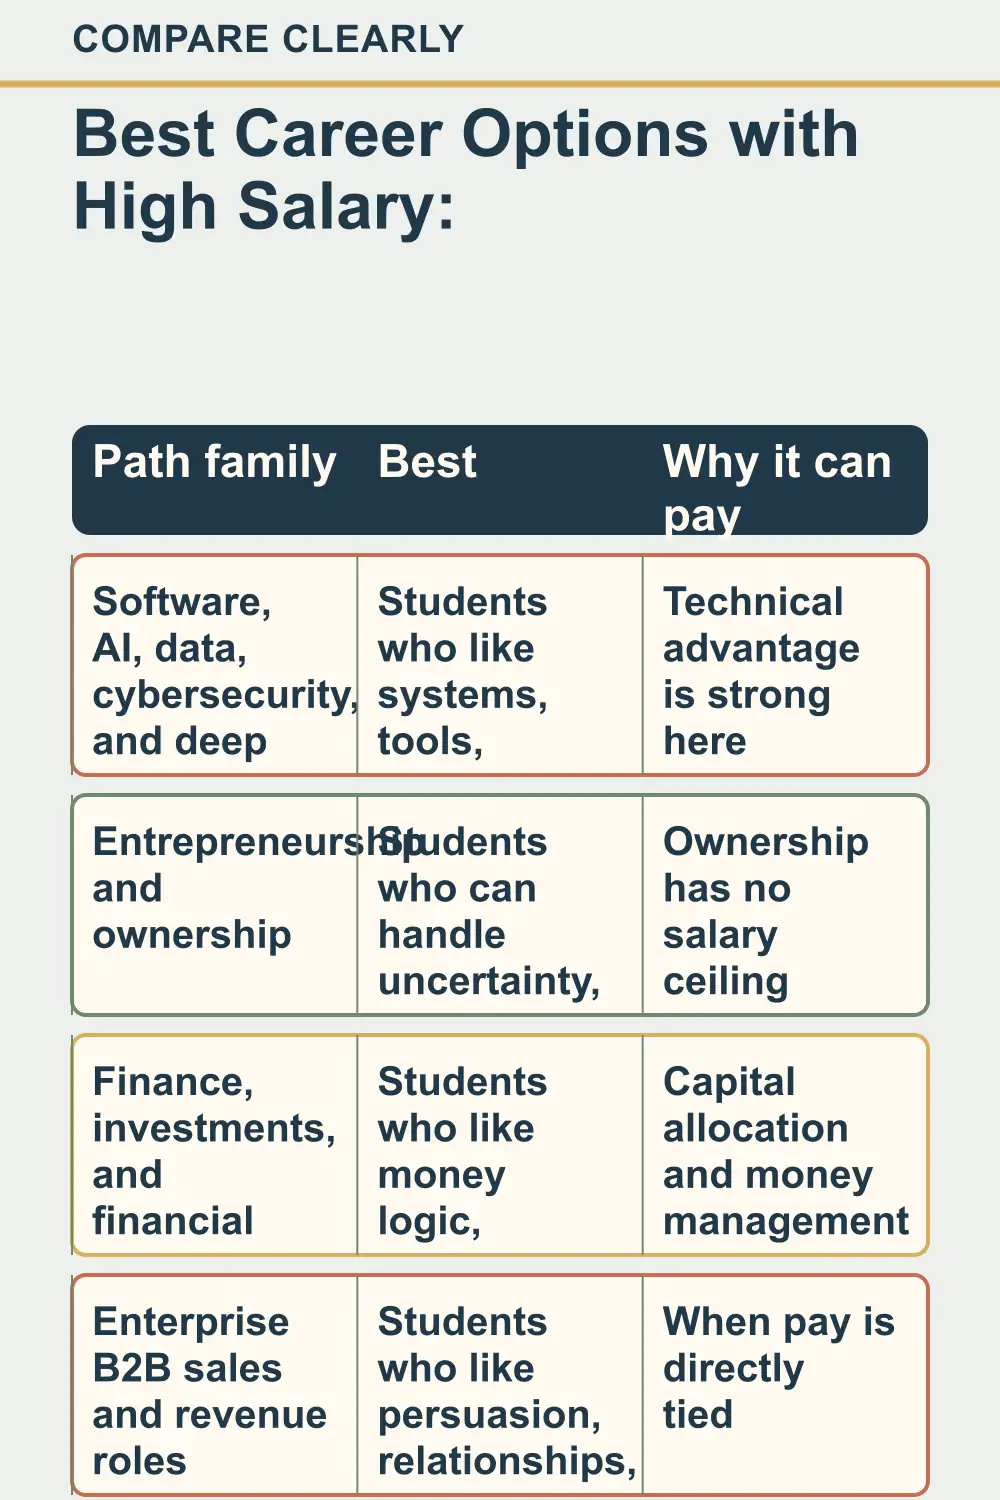 COMPARE CLEARLY
Best Career Options with
High Salary:
Path family
Best
Why it can
pay
Software,
AI, data,
cybersecurity,
and deep
Students
who like
systems,
tools,
Technical
advantage
is strong
here
Entrepreneurship
and
ownership
Students
who can
handle
uncertainty,
Ownership
has no
salary
ceiling
Finance,
investments,
and
financial
Students
who like
money
logic,
Capital
allocation
and money
management
Enterprise
B2B sales
and revenue
roles
Students
who like
persuasion,
relationships,
When pay is
directly
tied